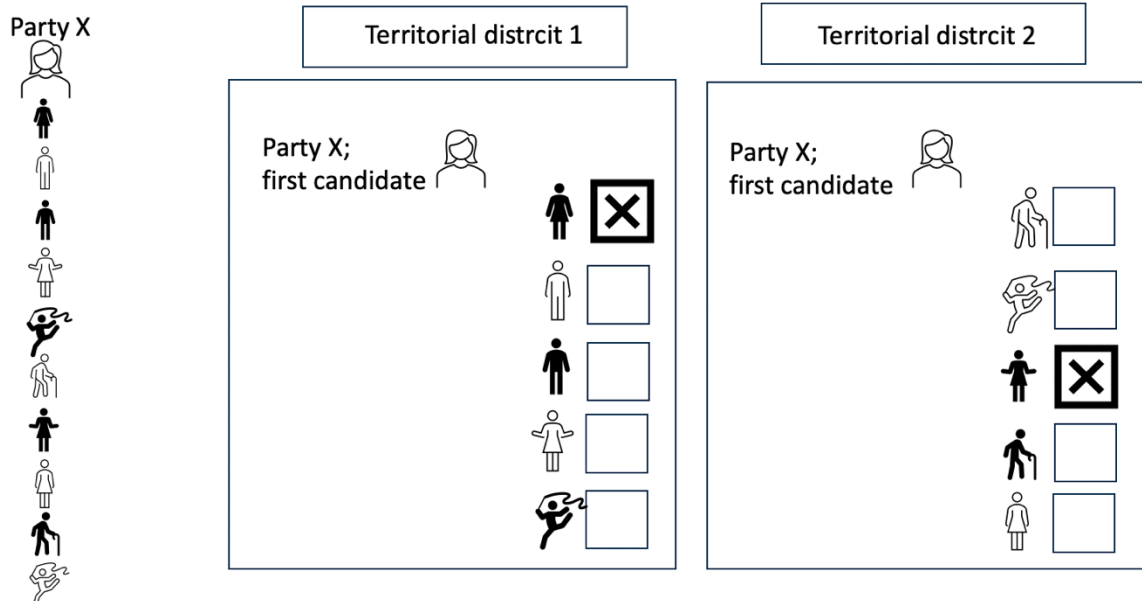 Party X
Territorial distrcit 1
Party X;
first candidate
Territorial distrcit 2
Party X;
first candidate